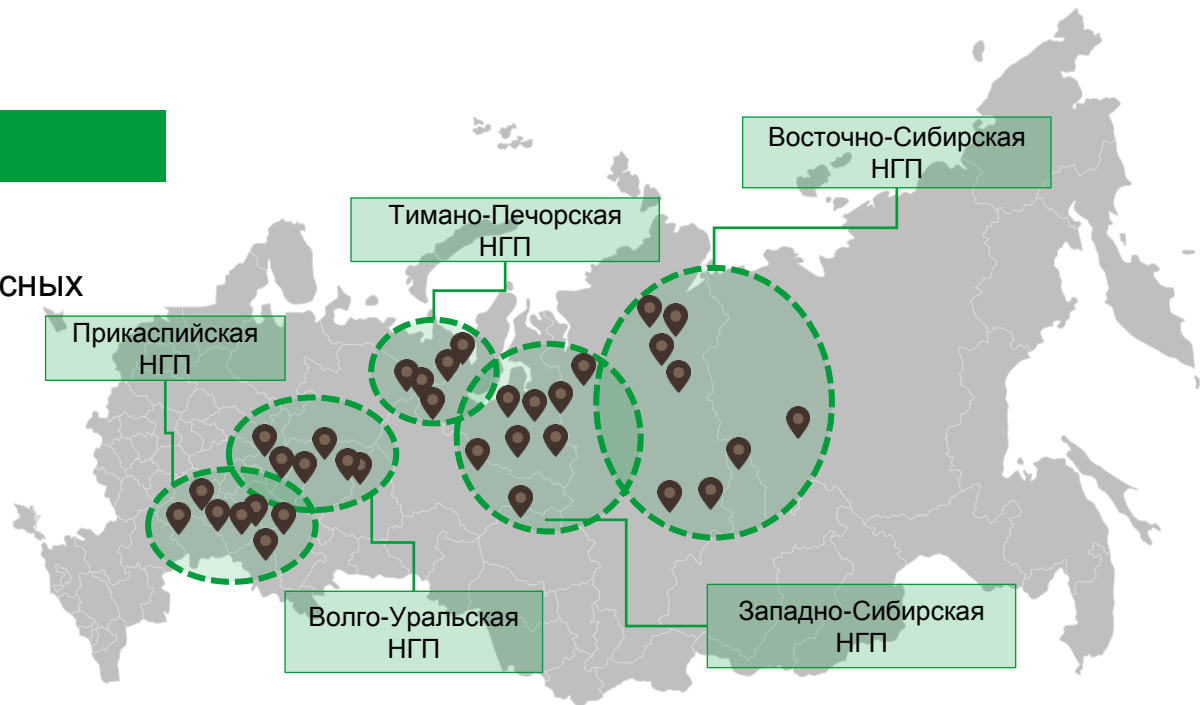 Восточно-Сибирская
НГП
Тимано-Печорская
НГП
сных
Прикаспийская
НГП
Волго-Уральская
НГП
Западно-Сибирская
НГП